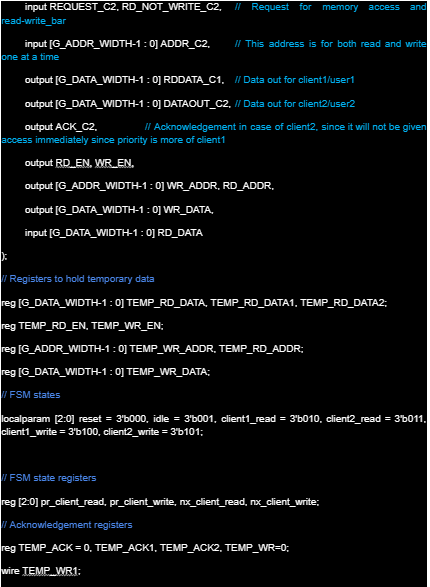 input REQUEST_C2, RD_NOT_WRITE_C2, // Request for memory access and
read-write_bar
input [G_ADDR_WIDTH-1 : 0] ADDR_C2, // This address is for both read and write
one at a time
output [G_DATA_WIDTH-1 : 0] RDDATA_C1, // Data out for client1/user1
output [G_DATA_WIDTH-1 : 0] DATAOUT_C2, // Data out for client2/user2
output ACK_C2, // Acknowledgement in case of client2, since it will not be given
access immediately since priority is more of client1
output RD_EN, WR_EN,
output [G_ADDR_WIDTH-1 : 0] WR_ADDR, RD_ADDR,
output [G_DATA_WIDTH-1 : 0] WR_DATA,
input [G_DATA_WIDTH-1 : 0] RD_DATA
);
// Registers to hold temporary data
reg [G_DATA_WIDTH-1 : 0] TEMP_RD_DATA, TEMP_RD_DATA1, TEMP_RD_DATA2;
reg TEMP_RD_EN, TEMP_WR_EN;
reg [G_ADDR_WIDTH-1 : 0] TEMP_WR_ADDR, TEMP_RD_ADDR;
reg [G_DATA_WIDTH-1 : 0] TEMP_WR_DATA;
// FSM states
localparam [2:0] reset = 3'b000, idle = 3'b001, client1_read = 3'b010, client2_read = 3'b011,
client1_write = 3'b100, client2_write = 3'b101;
// FSM state registers
reg [2:0] pr_client_read, pr_client_write, nx_client_read, nx_client_write;
// Acknowledgement registers
reg TEMP_ACK = 0, TEMP_ACK1, TEMP_ACK2, TEMP_WR=0;
wire TEMP_WR1;